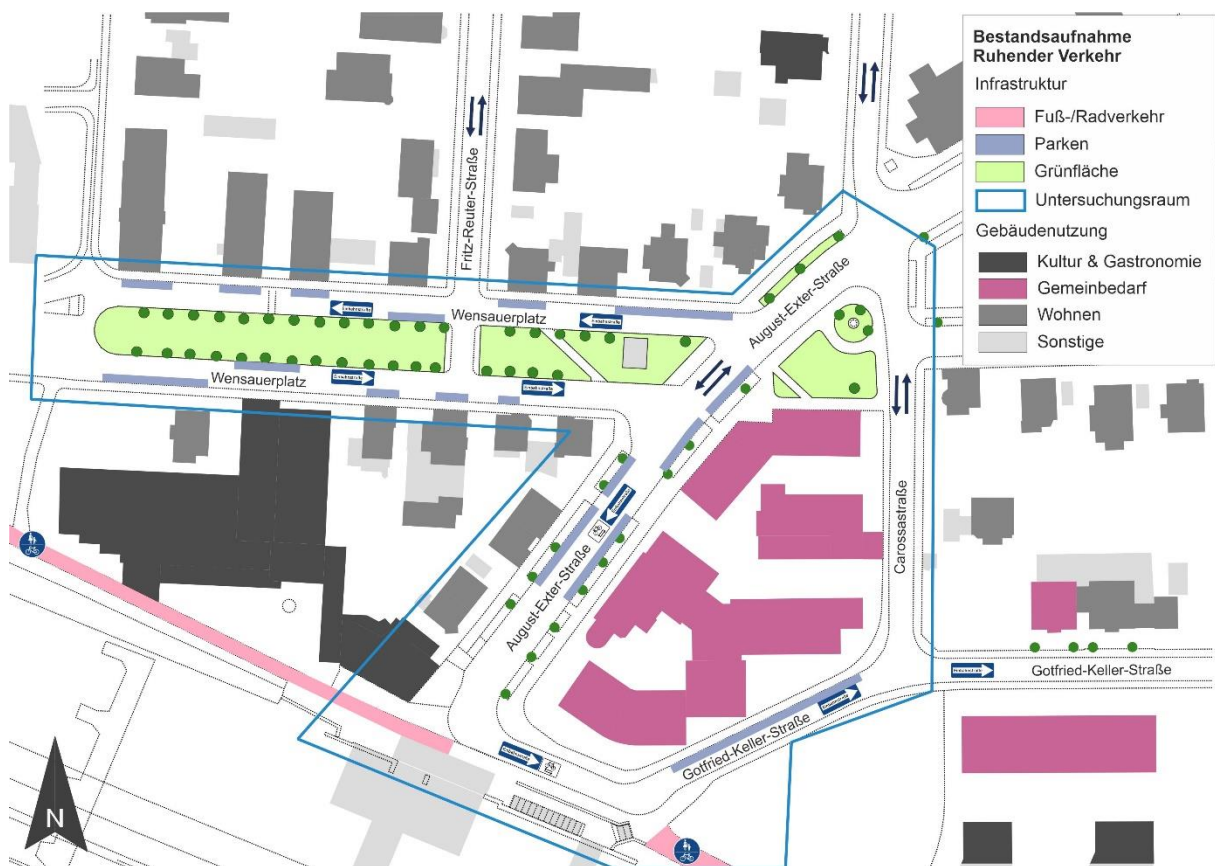 Bestandsaufnahme
Ruhender Verkehr
Infrastruktur
Fuß-/Radverkehr
Parken
Grünfläche
Untersuchungsraum
Gebäudenutzung
Kultur & Gastronomie
Gemeinbedarf
Wohnen
Sonstige
Fritz-Reuter-Straße
Wensauerplatz
August-Exter-Straße
Wensauerplatz
Carossastraße
August-Exter-Straße
Gotfried-Keller-Straße
Gotfried-Keller-Straße
N